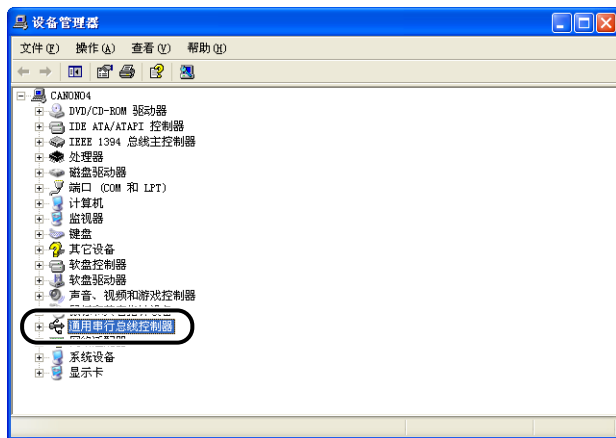 设备管理器
文件(F) 操作(A) 查看(V) 帮助(H)
CANON04
DVD/CD-ROM 驱动器
IDE ATA/ATAPI 控制器
IEEE 1394 总线主控制器
处理器
磁盘驱动器
端口 (COM 和 LPT)
计算机
监视器
键盘
其它设备
软盘控制器
软盘驱动器
声音、视频和游戏控制器
通用串行总线控制器
系统设备
显示卡